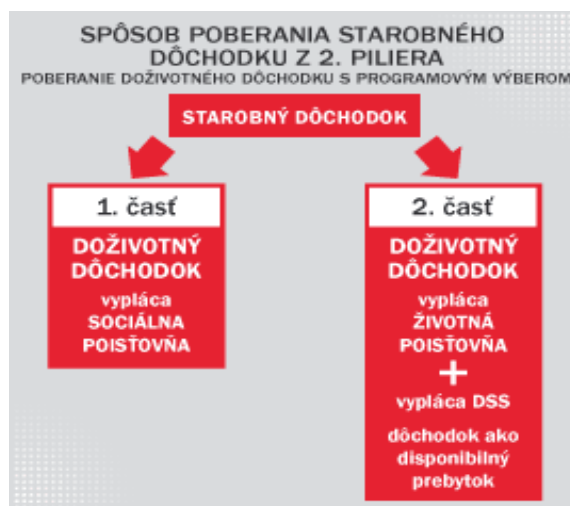 SPÔSOB POBERANIA STAROBNÉHO
DÔCHODKU Z 2. PILIERA
POBERANIE DOŽIVOTNÉHO DÔCHODKU S PROGRAMOVÝM VÝBEROM
STAROBNÝ DÔCHODOK
1. časť
DOŽIVOTNÝ
DÔCHODOK
vypláca
SOCIÁLNA
POISŤOVŇA
2. časť
DOŽIVOTNÝ
DÔCHODOK
vypláca
ŽIVOTNÁ
POISŤOVŇA
+
vypláca DSS
dôchodok ako
disponibilný
prebytok